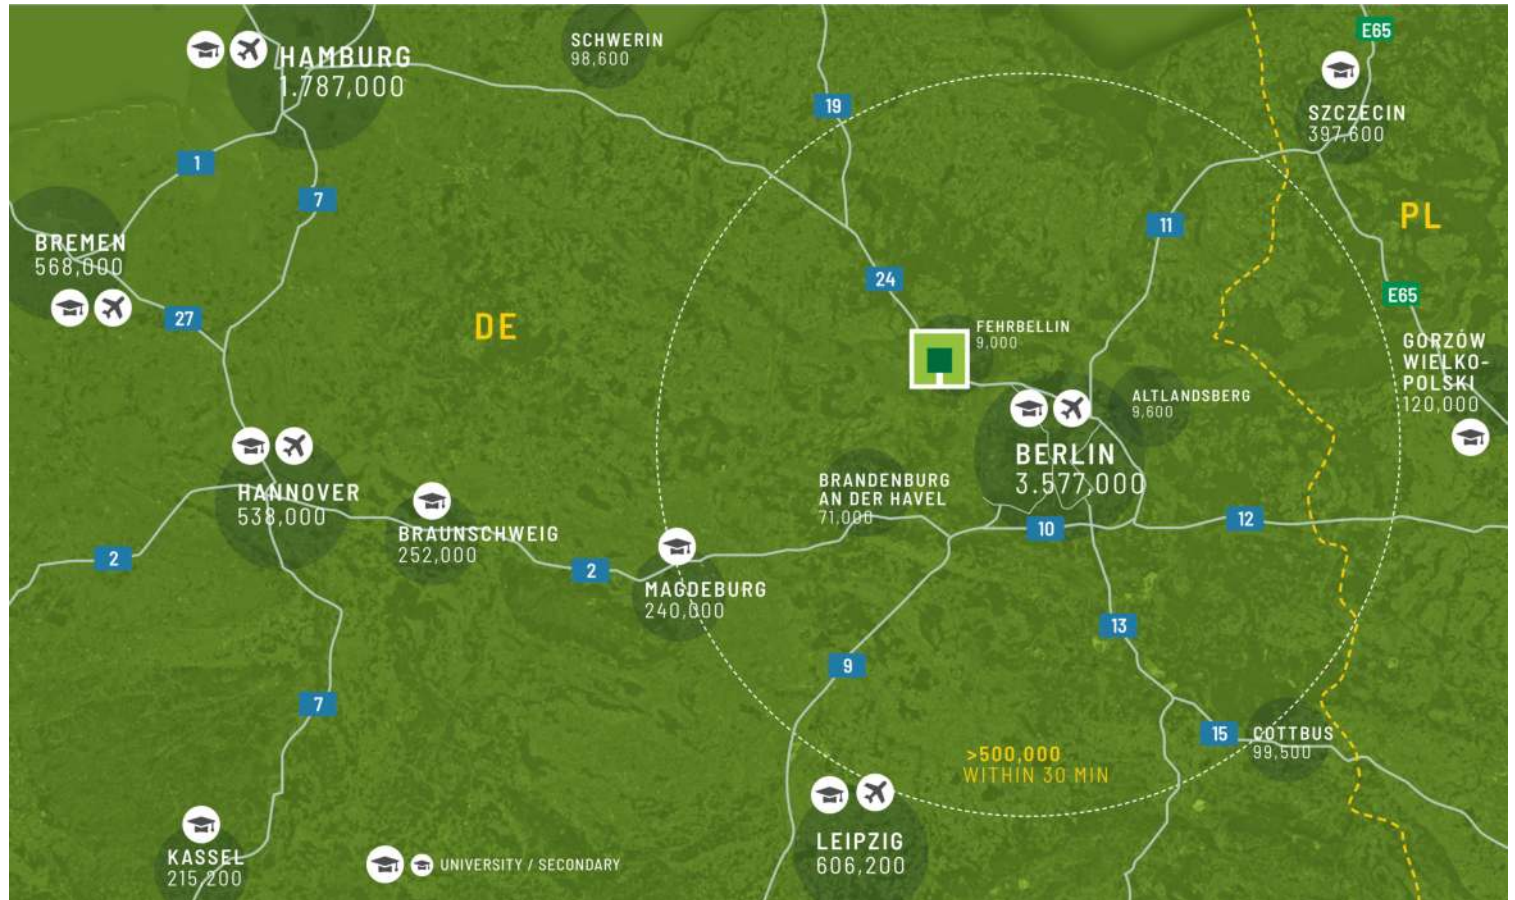 HAMBURG
1.787,000
SCHWERIN
98,600
E65
SZCZECIN
397,600
19
1
7
PL
11
BREMEN
568,000
24
E65
27
DE
FEHRBELLIN
9,000
GORZÓW
WIELKO-
POLSKI
120,000
ALTLANDSBERG
9,600
BERLIN
3.577,000
HANNOVER
538,000
BRAUNSCHWEIG
252,000
BRANDENBURG
AN DER HAVEL
71,000
10
12
2
2
MAGDEBURG
240,000
13
9
7
15
COTTBUS
99,500
>500,000
WITHIN 30 MIN
LEIPZIG
606,200
KASSEL
215,200
UNIVERSITY / SECONDARY